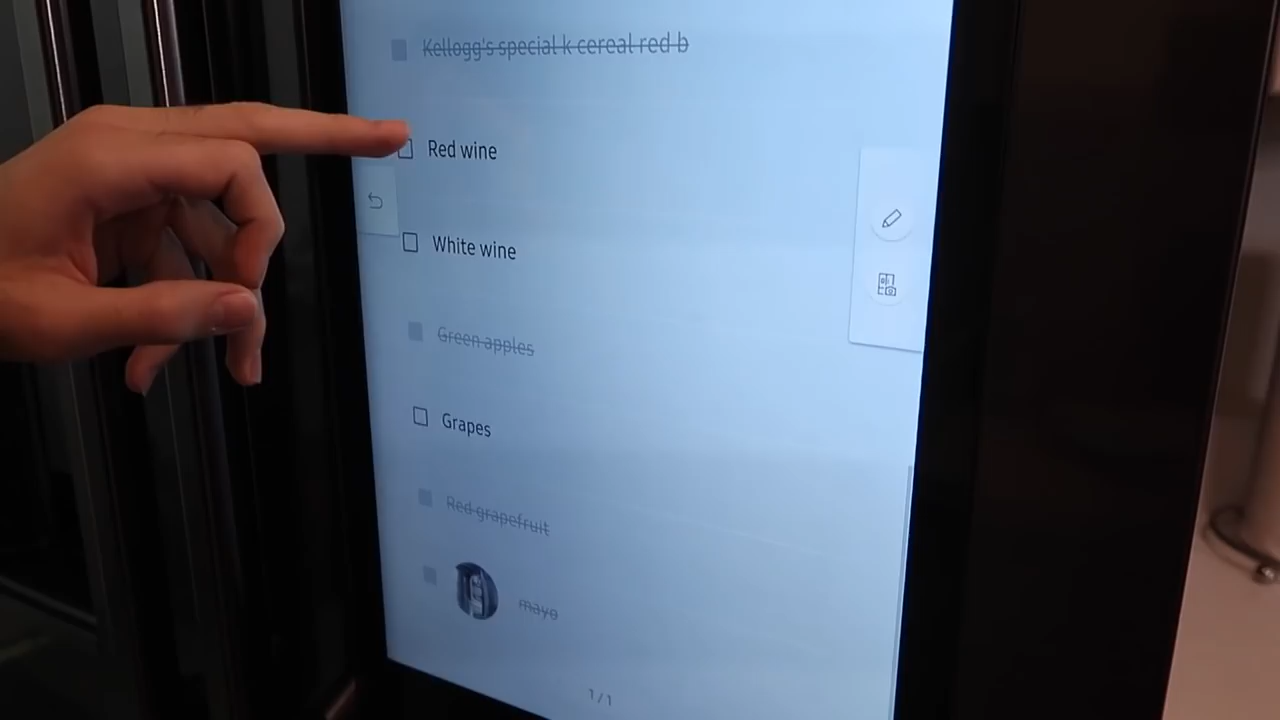 Kellogg's special k cereal red b
Red wine
White wine
Green apples
Grapes
Red grapefruit
mayo
1/1